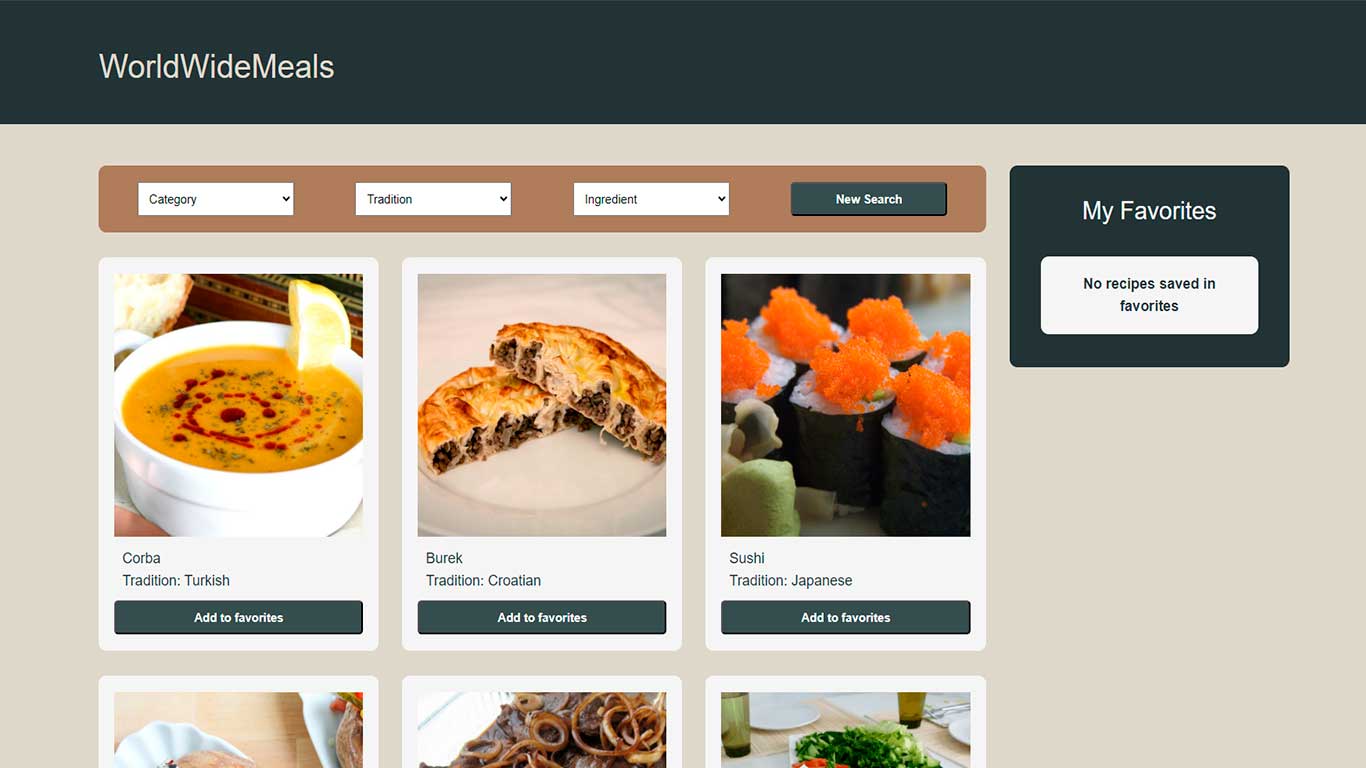 WorldWideMeals
Category
Tradition
Ingredient
New Search
My Favorites
No recipes saved in
favorites
Corba
Tradition: Turkish
Add to favorites
Burek
Tradition: Croatian
Add to favorites
Sushi
Tradition: Japanese
Add to favorites